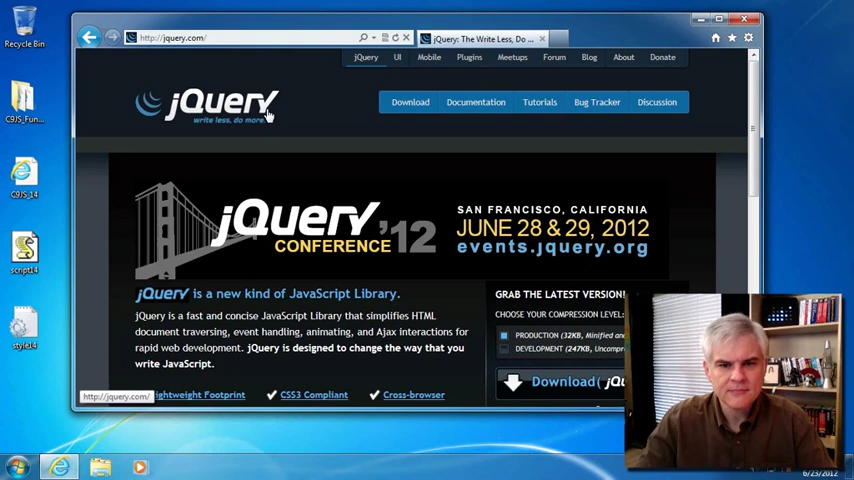 Recycle Bin
C9JS_Fun...
C9JS_14
script14
style14
http://jquery.com/
jQuery: The Write Less, Do ...
jQuery
UI
Mobile
Plugins
Meetups
Forum
Blog
About
Donate
jQuery
write less, do more.
Download
Documentation
Tutorials
Bug Tracker
Discussion
jQuery
CONFERENCE '12
SAN FRANCISCO, CALIFORNIA
JUNE 28 & 29, 2012
events.jquery.org
jQuery is a new kind of JavaScript Library.
jQuery is a fast and concise JavaScript Library that simplifies HTML
document traversing, event handling, animating, and Ajax interactions for
rapid web development. jQuery is designed to change the way that you
write JavaScript.
GRAB THE LATEST VERSION!
CHOOSE YOUR COMPRESSION LEVEL:
PRODUCTION (32KB, Minified and
DEVELOPMENT (247KB, Uncompr
Download(
http://jquery.com/
ightweight Footprint
CSS3 Compliant
Cross-browser
6/23/2012